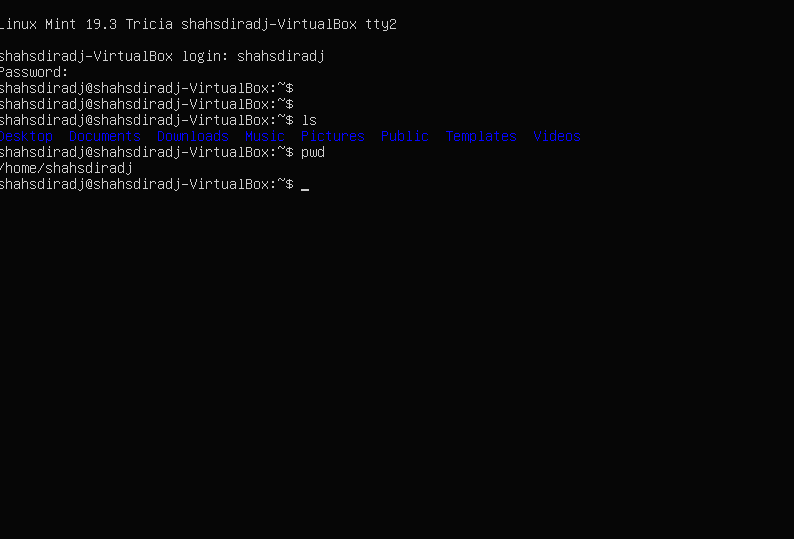 Linux Mint 19.3 Tricia shahsdiradj-VirtualBox tty2
shahsdiradj-VirtualBox login: shahsdiradj
Password:
shahsdiradj@shahsdiradj-VirtualBox:~$
shahsdiradj@shahsdiradj-VirtualBox:~$
shahsdiradj@shahsdiradj-VirtualBox:~$ ls
Desktop Documents Downloads Music Pictures Public Templates Videos
shahsdiradj@shahsdiradj-VirtualBox:~$ pwd
/home/shahsdiradj
shahsdiradj@shahsdiradj-VirtualBox:~$ _